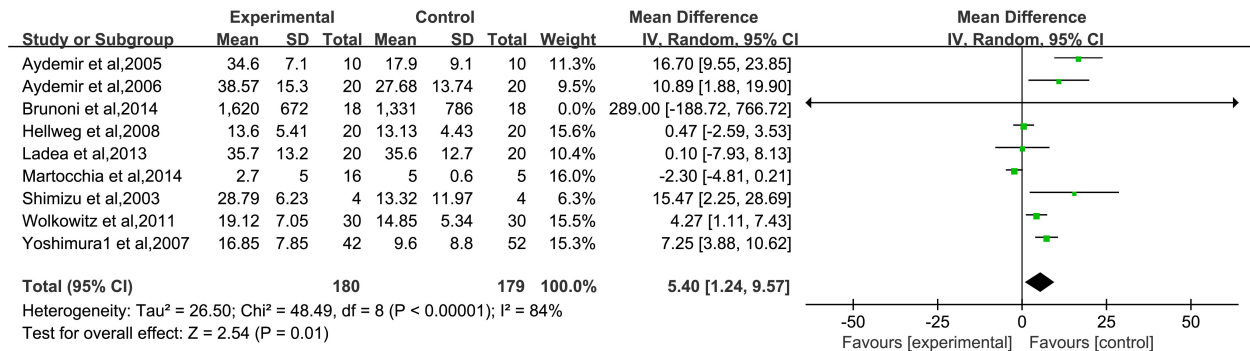 Experimental Control Mean Difference Mean Difference
Study or Subgroup Mean SD Total Mean SD Total Weight IV, Random, 95% CI IV, Random, 95% CI
Aydemir et al,2005 34.6 7.1 10 17.9 9.1 10 11.3% 16.70 [9.55, 23.85]
Aydemir et al,2006 38.57 15.3 20 27.68 13.74 20 9.5% 10.89 [1.88, 19.90]
Brunoni et al,2014 1,620 672 18 1,331 786 18 0.0% 289.00 [-188.72, 766.72]
Hellweg et al,2008 13.6 5.41 20 13.13 4.43 20 15.6% 0.47 [-2.59, 3.53]
Ladea et al,2013 35.7 13.2 20 35.6 12.7 20 10.4% 0.10 [-7.93, 8.13]
Martocchia et al,2014 2.7 5 16 5 0.6 5 16.0% -2.30 [-4.81, 0.21]
Shimizu et al,2003 28.79 6.23 4 13.32 11.97 4 6.3% 15.47 [2.25, 28.69]
Wolkowitz et al,2011 19.12 7.05 30 14.85 5.34 30 15.5% 4.27 [1.11, 7.43]
Yoshimura1 et al,2007 16.85 7.85 42 9.6 8.8 52 15.3% 7.25 [3.88, 10.62]
Total (95% CI) 180 179 100.0% 5.40 [1.24, 9.57]
Heterogeneity: Tau² = 26.50; Chi² = 48.49, df = 8 (P < 0.00001); I² = 84%
Test for overall effect: Z = 2.54 (P = 0.01)
-50 -25 0 25 50
Favours [experimental] Favours [control]